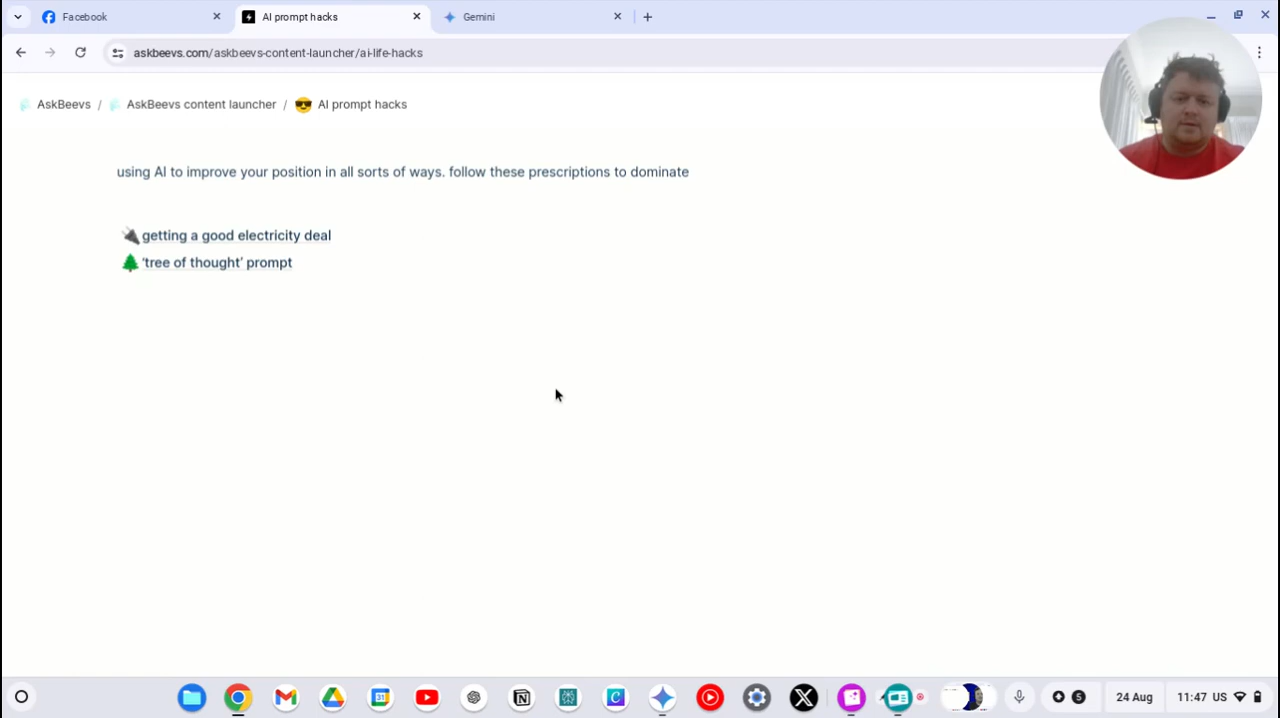 Facebook
AI prompt hacks
Gemini
askbeevs.com/askbeevs-content-launcher/ai-life-hacks
AskBeevs / AskBeevs content launcher / 😎 AI prompt hacks
using AI to improve your position in all sorts of ways. follow these prescriptions to dominate
🔌 getting a good electricity deal
🌲 ‘tree of thought’ prompt
31
5
24 Aug
11:47 US